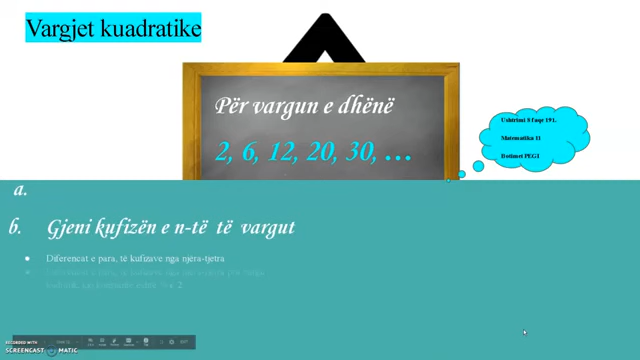 Vargjet kuadratike
Për vargun e dhënë
2, 6, 12, 20, 30, …
Ushtrimi 8 faqe 191.
Matematika 11
Botimet PEGI
a.
b. Gjeni kufizën e n-të të vargut
• Diferencat e para, të kufizave nga njëra-tjetra
RECORDED WITH
SCREENCAST MATIC